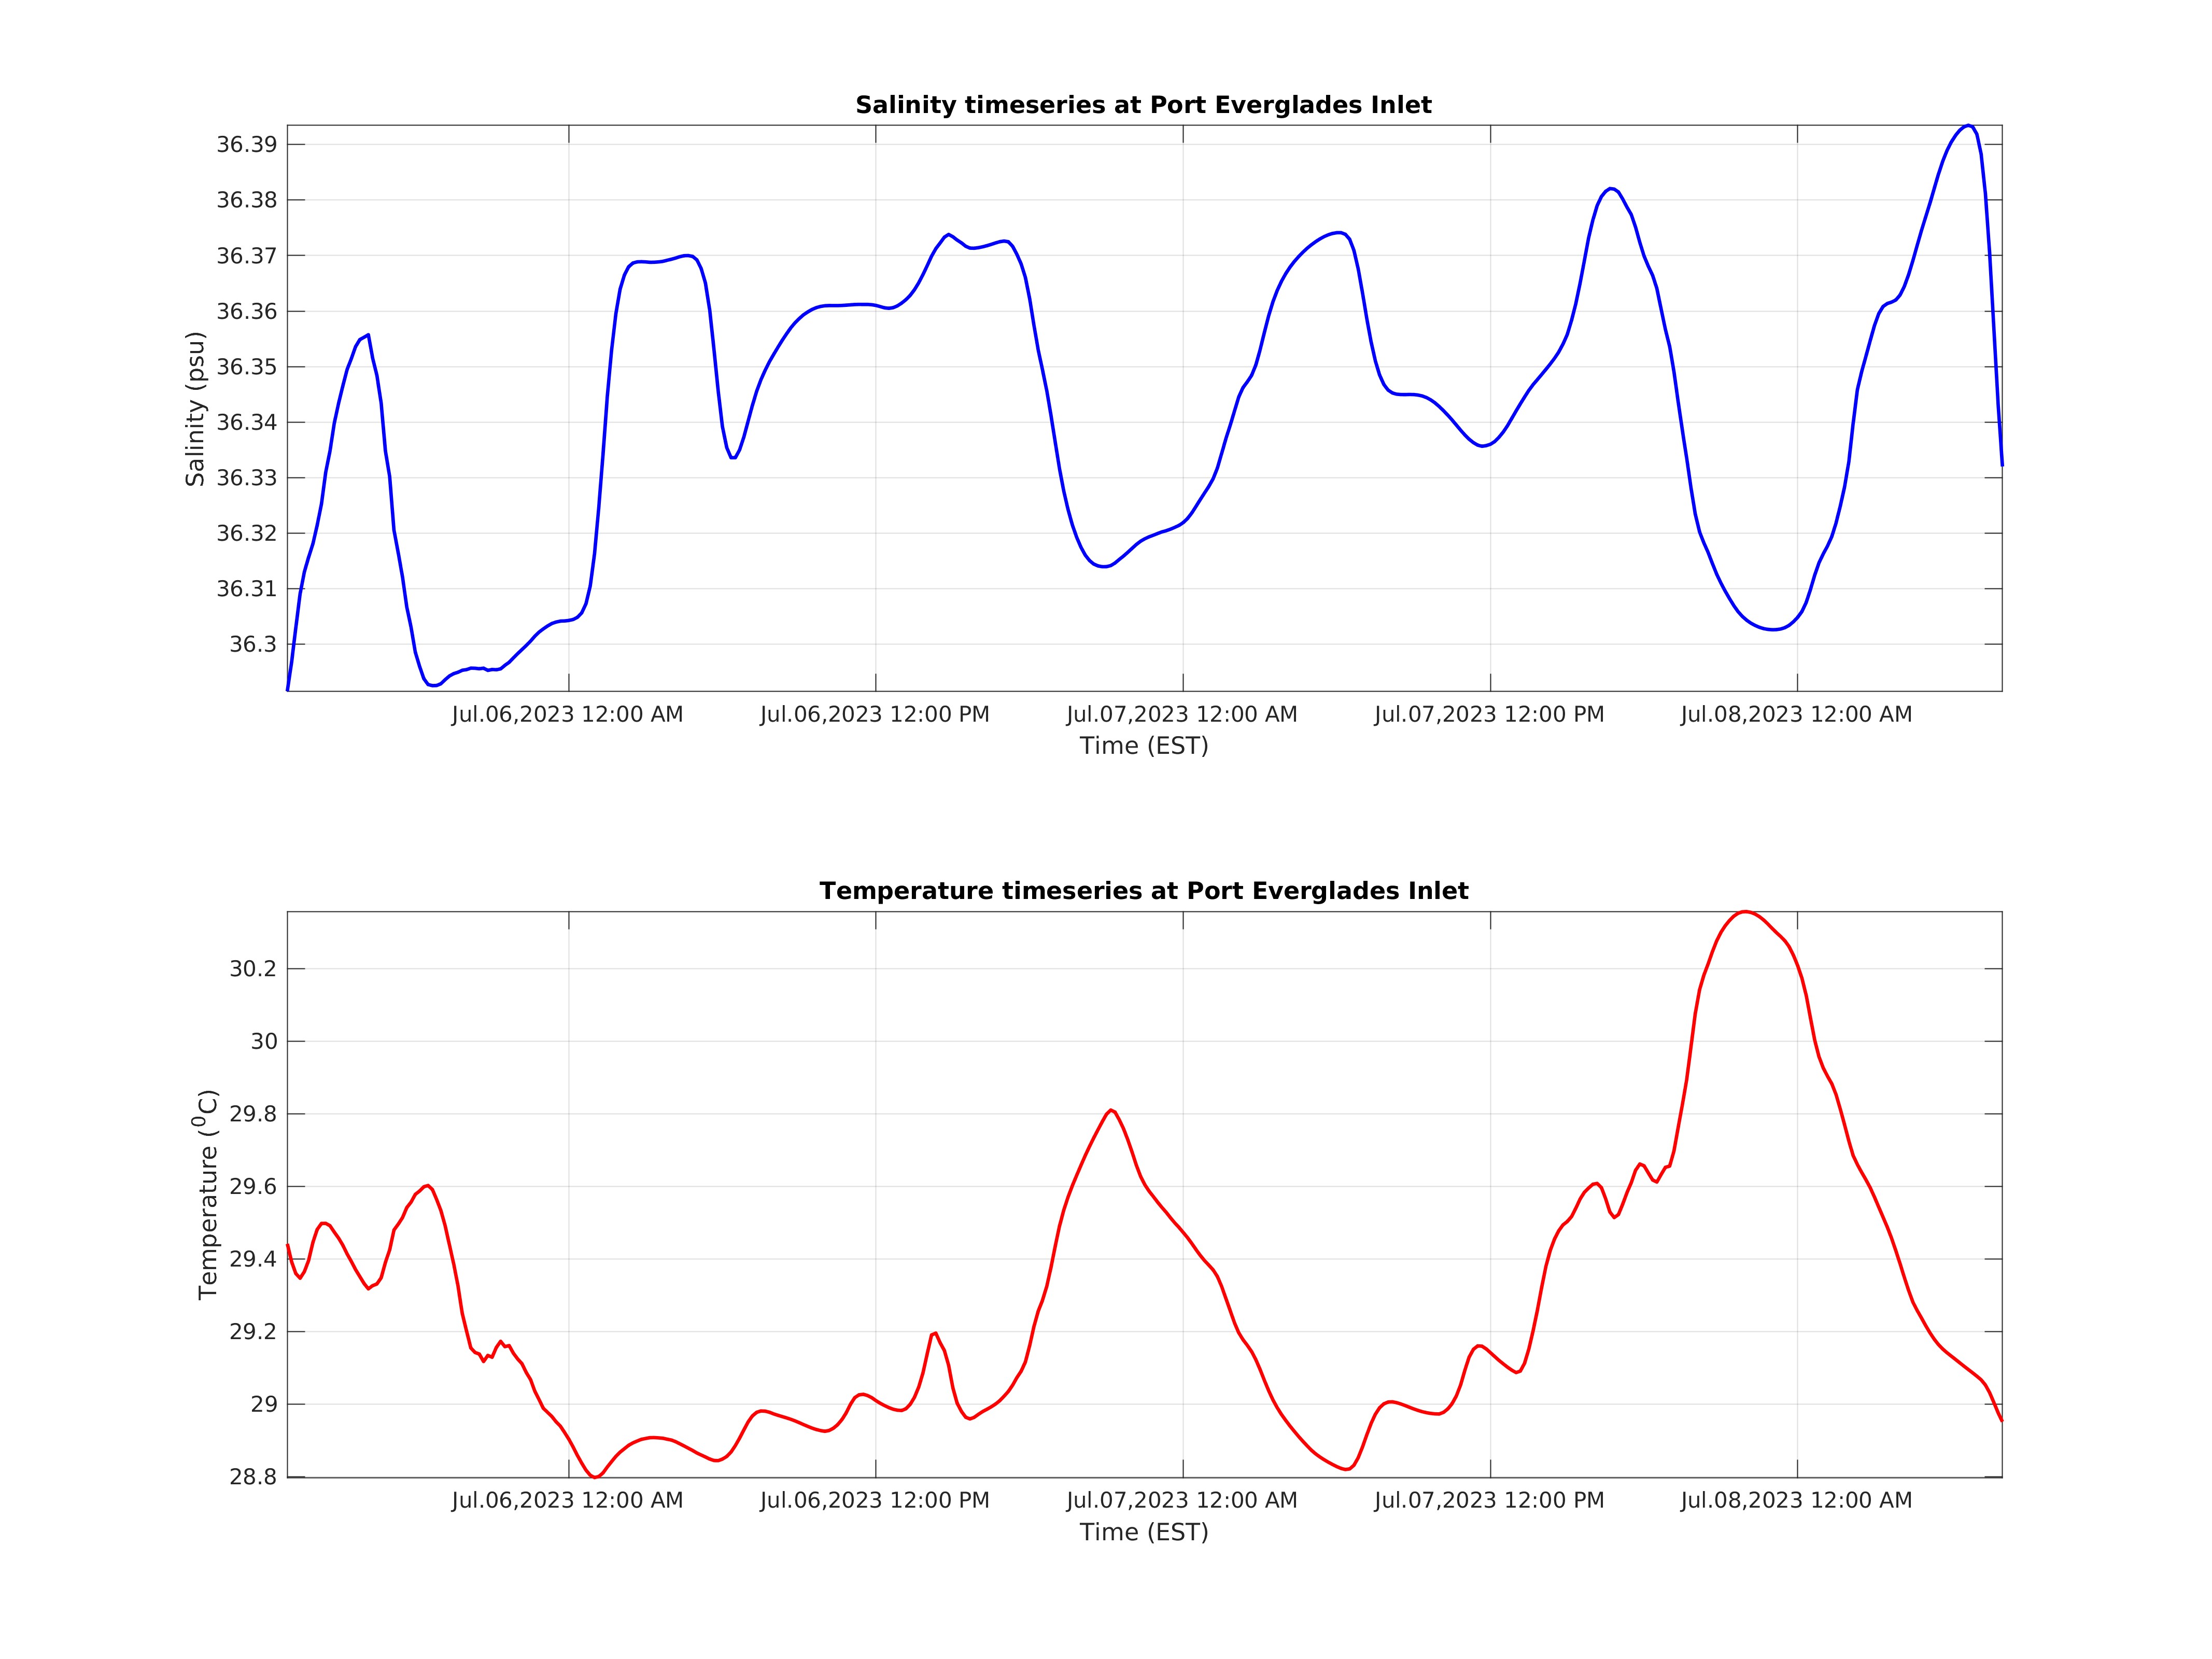 Salinity timeseries at Port Everglades Inlet
36.39
36.38
36.37
36.36
36.35
36.34
36.33
36.32
36.31
36.3
Salinity (psu)
Jul.06,2023 12:00 AM Jul.06,2023 12:00 PM Jul.07,2023 12:00 AM Jul.07,2023 12:00 PM Jul.08,2023 12:00 AM
Time (EST)
Temperature timeseries at Port Everglades Inlet
30.2
30
29.8
29.6
29.4
29.2
29
28.8
Temperature (⁰C)
Jul.06,2023 12:00 AM Jul.06,2023 12:00 PM Jul.07,2023 12:00 AM Jul.07,2023 12:00 PM Jul.08,2023 12:00 AM
Time (EST)